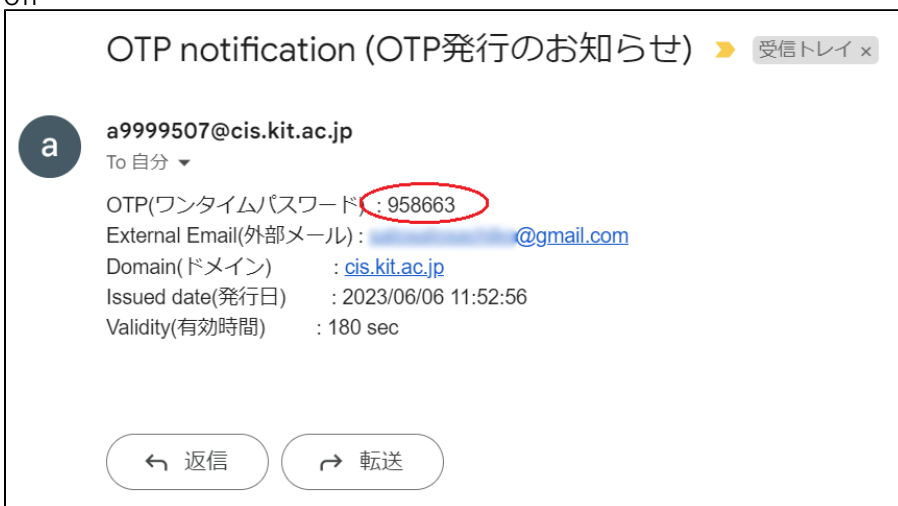 OTP notification (OTP発行のお知らせ) 受信トレイ ×
a
a9999507@cis.kit.ac.jp
To 自分
OTP(ワンタイムパスワード) : 958663
External Email(外部メール) : @gmail.com
Domain(ドメイン) : cis.kit.ac.jp
Issued date(発行日) : 2023/06/06 11:52:56
Validity(有効時間) : 180 sec
返信 転送